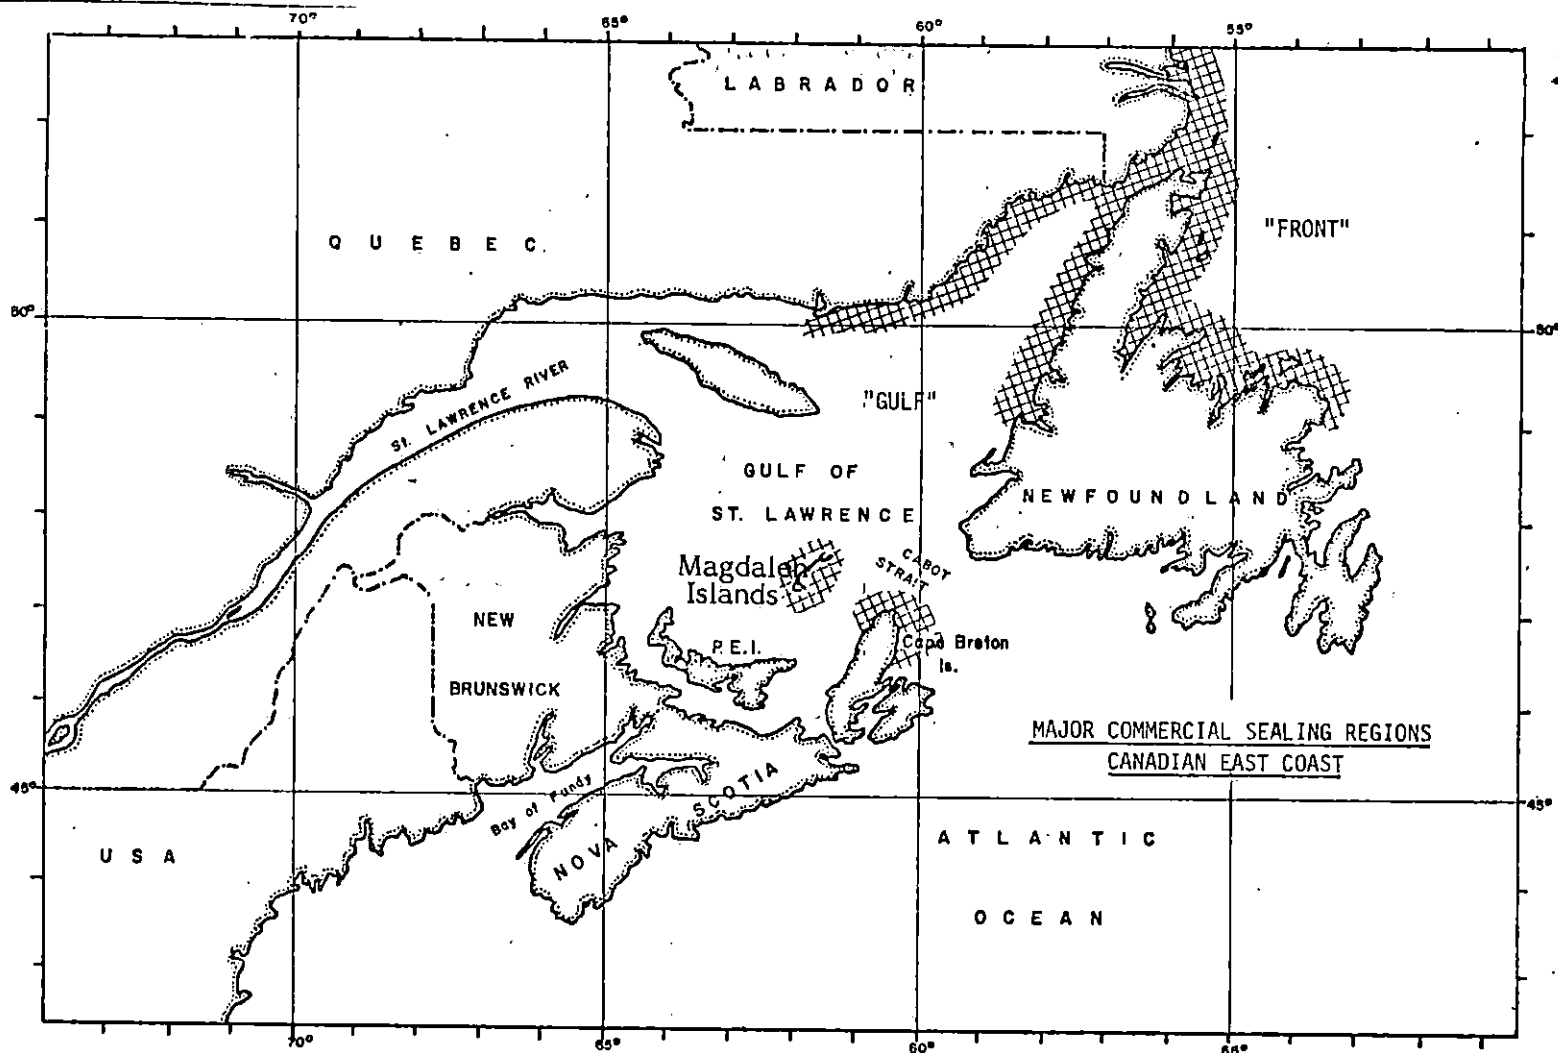 70° 65° 60° 55°
LABRADOR
QUEBEC
"FRONT"
50° 50°
St. LAWRENCE RIVER
"GULF"
GULF OF
ST. LAWRENCE
NEWFOUNDLAND
CABOT
STRAIT
Magdalen
Islands
NEW
BRUNSWICK
P.E.I.
Cape Breton
Is.
MAJOR COMMERCIAL SEALING REGIONS
CANADIAN EAST COAST
45° 45°
Bay of Fundy
NOVA SCOTIA
USA
ATLANTIC
OCEAN
70° 65° 60° 55°